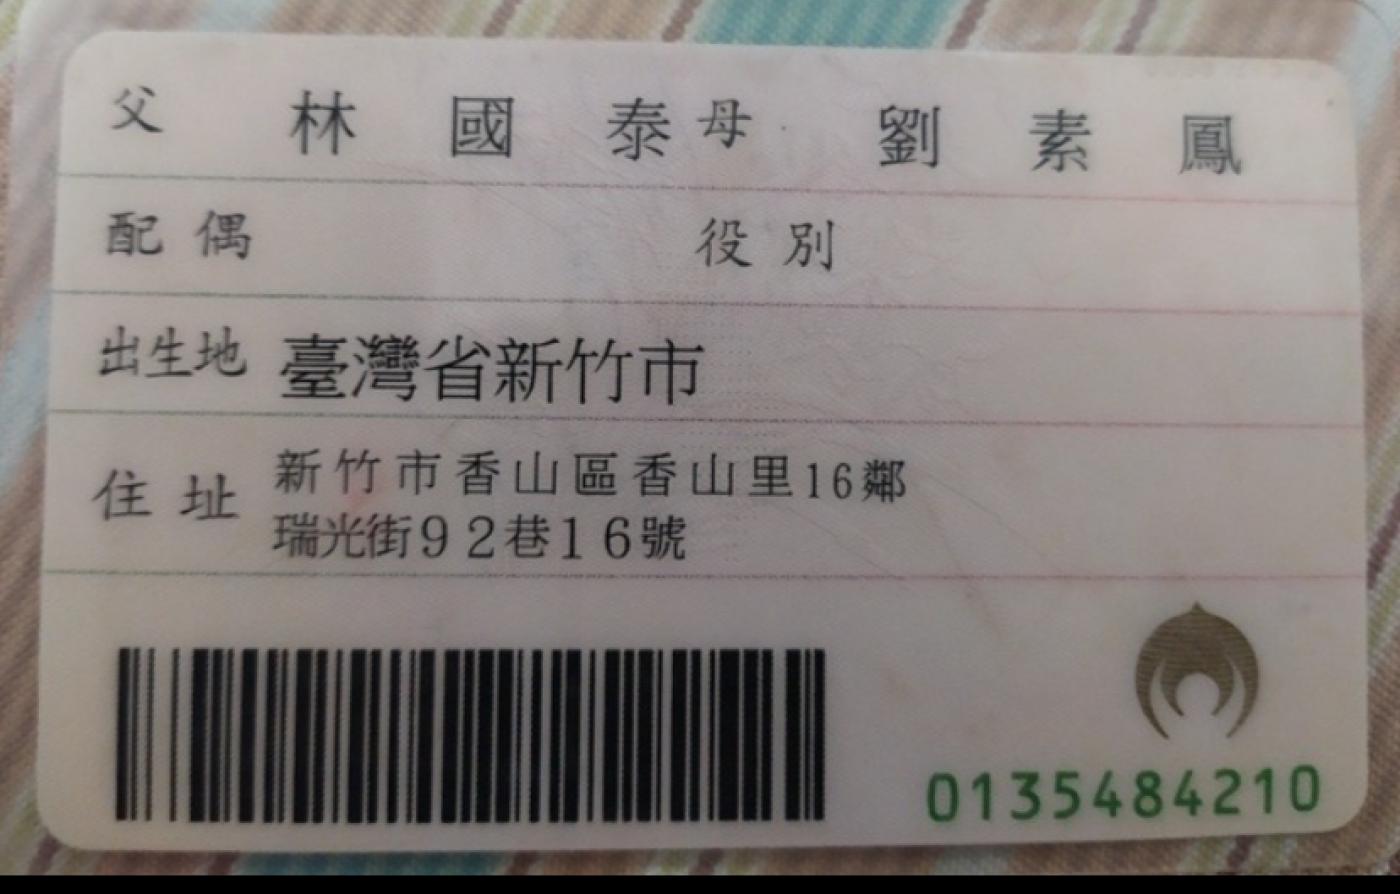 父 林國泰 母 劉素鳳
配偶 役別
出生地 臺灣省新竹市
住址 新竹市香山區香山里16鄰
瑞光街92巷16號
0135484210